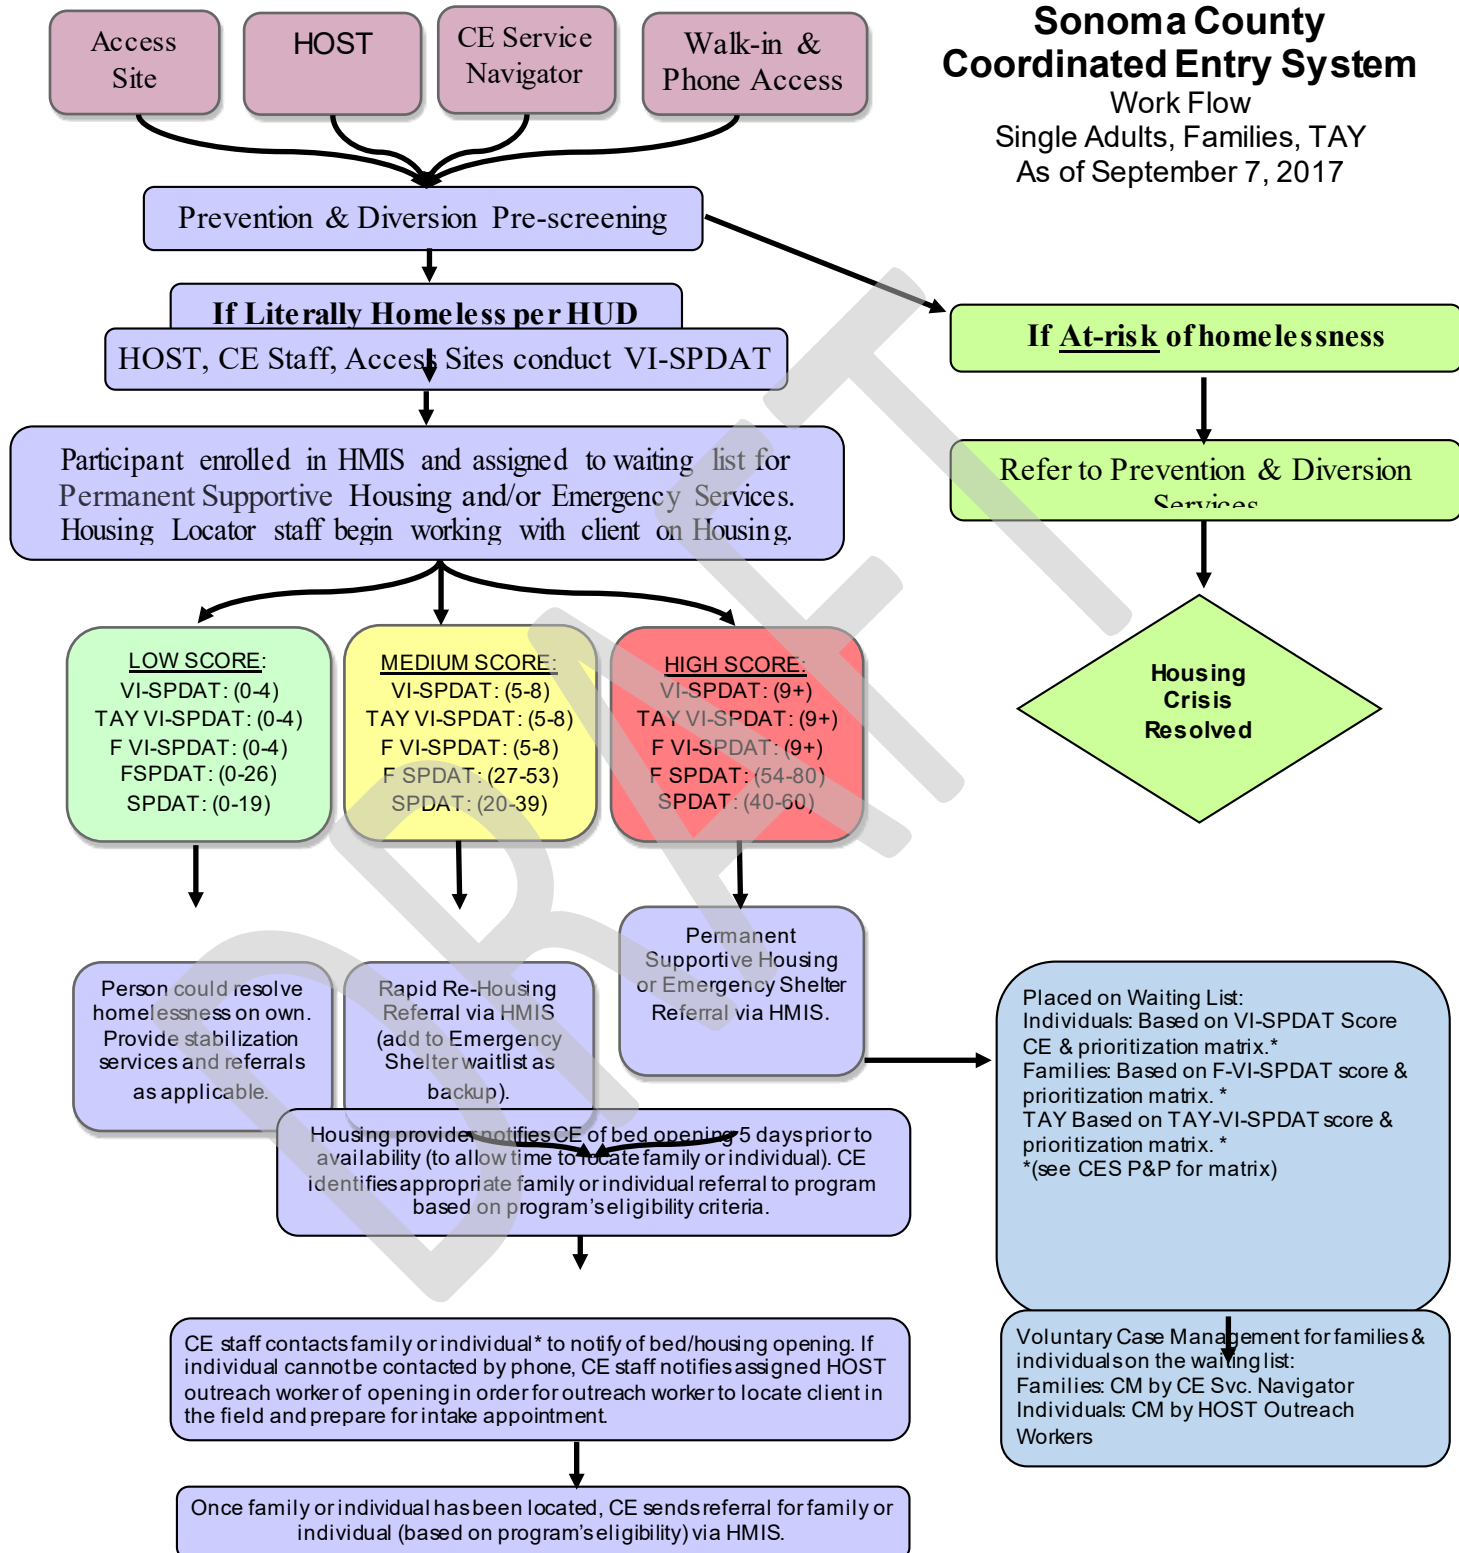 Sonoma County
Coordinated Entry System
Work Flow
Single Adults, Families, TAY
As of September 7, 2017
Access
Site
HOST
CE Service
Navigator
Walk-in &
Phone Access
Prevention & Diversion Pre-screening
If Literally Homeless per HUD
HOST, CE Staff, Access Sites conduct VI-SPDAT
If At-risk of homelessness
Participant enrolled in HMIS and assigned to waiting list for
Permanent Supportive Housing and/or Emergency Services.
Housing Locator staff begin working with client on Housing.
Refer to Prevention & Diversion
Services
Housing
Crisis
Resolved
LOW SCORE:
VI-SPDAT: (0-4)
TAY VI-SPDAT: (0-4)
F VI-SPDAT: (0-4)
FSPDAT: (0-26)
SPDAT: (0-19)
MEDIUM SCORE:
VI-SPDAT: (5-8)
TAY VI-SPDAT: (5-8)
F VI-SPDAT: (5-8)
F SPDAT: (27-53)
SPDAT: (20-39)
HIGH SCORE:
VI-SPDAT: (9+)
TAY VI-SPDAT: (9+)
F VI-SPDAT: (9+)
F SPDAT: (54-80)
SPDAT: (40-60)
Person could resolve
homelessness on own.
Provide stabilization
services and referrals
as applicable.
Rapid Re-Housing
Referral via HMIS
(add to Emergency
Shelter waitlist as
backup).
Permanent
Supportive Housing
or Emergency Shelter
Referral via HMIS.
Placed on Waiting List:
Individuals: Based on VI-SPDAT Score
CE & prioritization matrix.*
Families: Based on F-VI-SPDAT score &
prioritization matrix. *
TAY Based on TAY-VI-SPDAT score &
prioritization matrix. *
*(see CES P&P for matrix)
Housing provider notifies CE of bed opening 5 days prior to
availability (to allow time to locate family or individual). CE
identifies appropriate family or individual referral to program
based on program's eligibility criteria.
CE staff contacts family or individual* to notify of bed/housing opening. If
individual cannot be contacted by phone, CE staff notifies assigned HOST
outreach worker of opening in order for outreach worker to locate client in
the field and prepare for intake appointment.
Voluntary Case Management for families &
individuals on the waiting list:
Families: CM by CE Svc. Navigator
Individuals: CM by HOST Outreach
Workers
Once family or individual has been located, CE sends referral for family or
individual (based on program's eligibility) via HMIS.
DRAFT